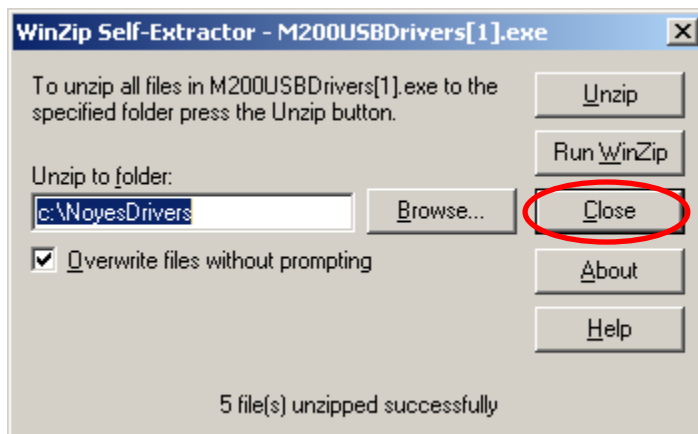 WinZip Self-Extractor - M200USBDrivers[1].exe
To unzip all files in M200USBDrivers[1].exe to the
specified folder press the Unzip button.
Unzip to folder:
c:\NoyesDrivers
Browse...
Overwrite files without prompting
Unzip
Run WinZip
Close
About
Help
5 file(s) unzipped successfully